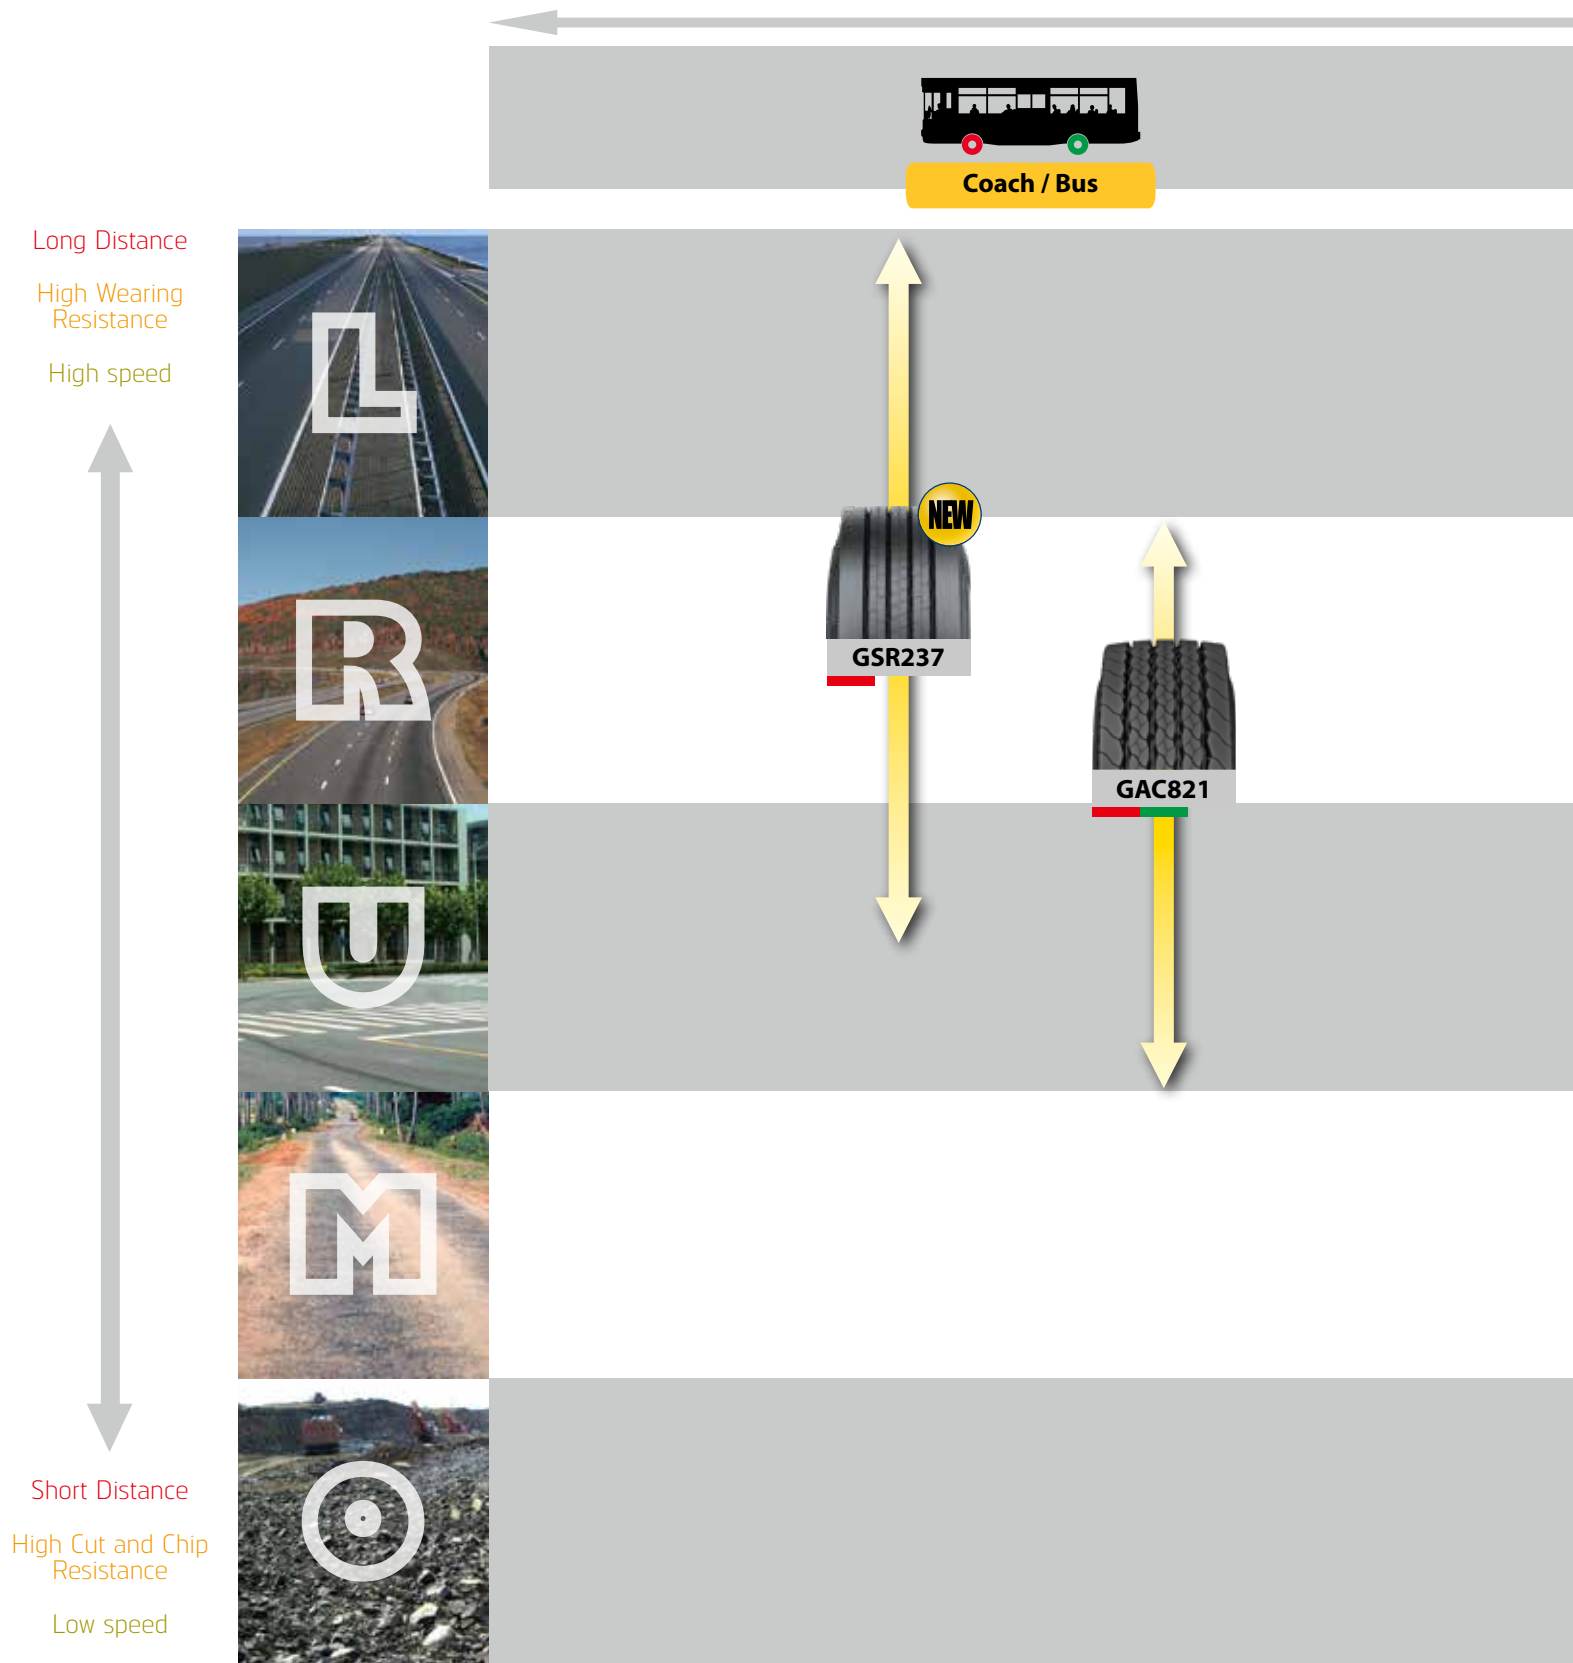 Coach / Bus
Long Distance
High Wearing
Resistance
High speed
L
NEW
R
GSR237
GAC821
U
M
O
Short Distance
High Cut and Chip
Resistance
Low speed